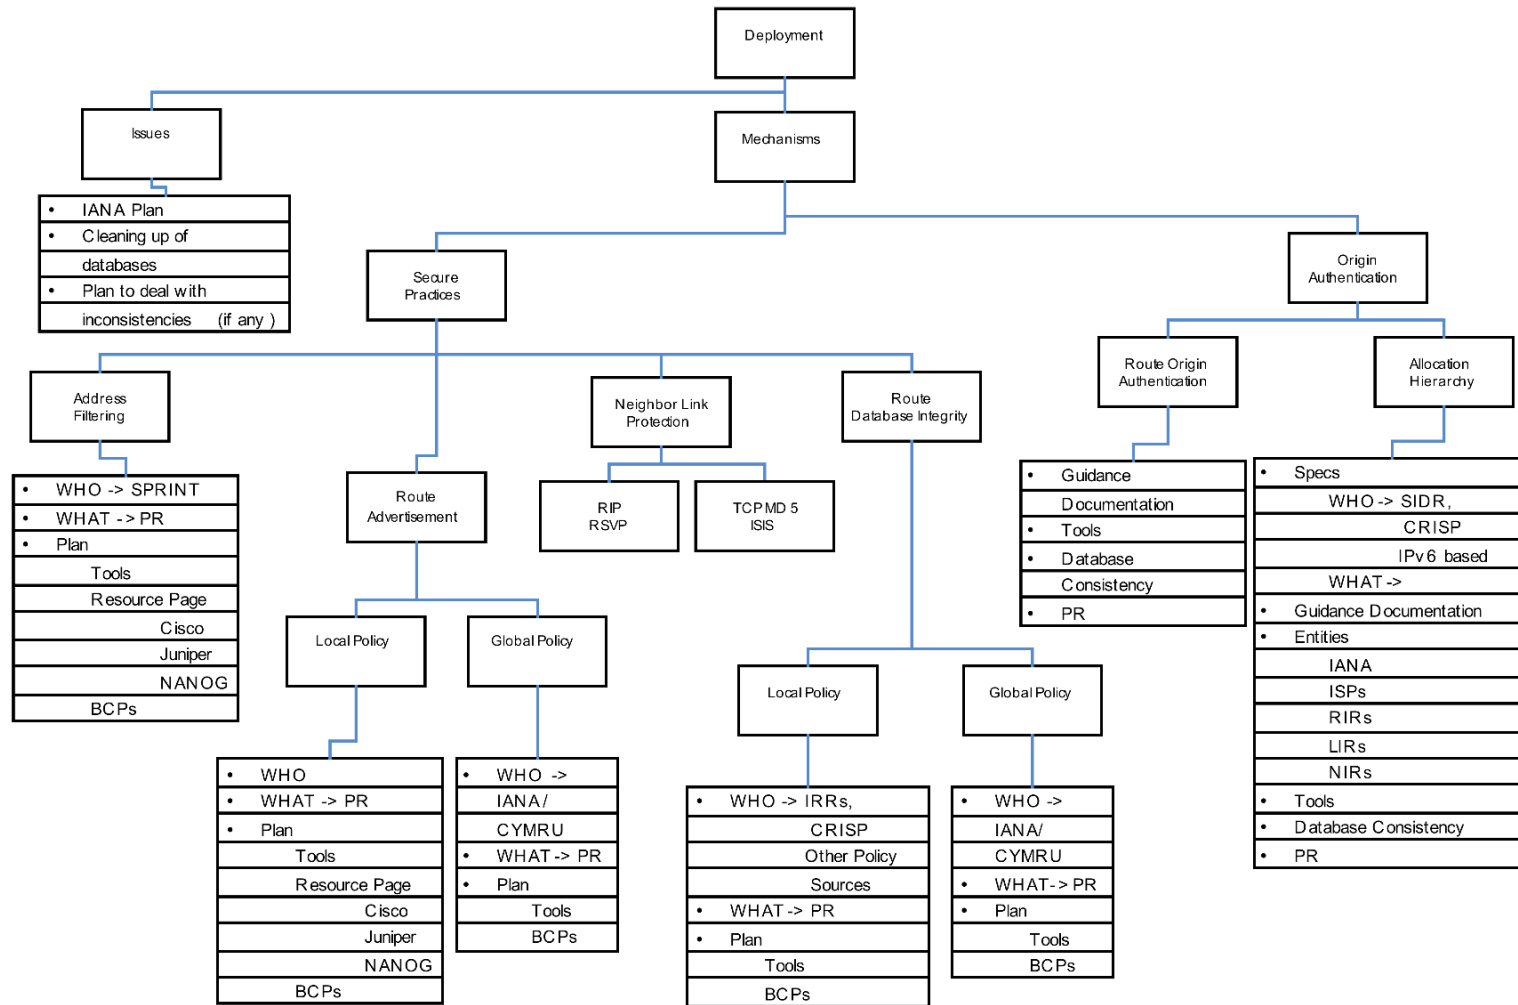 Deployment
Issues
Mechanisms
• IANA Plan
• Cleaning up of
databases
• Plan to deal with
inconsistencies (if any )
Secure
Practices
Origin
Authentication
Address
Filtering
Neighbor Link
Protection
Route
Database Integrity
Route Origin
Authentication
Allocation
Hierarchy
• WHO -> SPRINT
• WHAT -> PR
• Plan
Tools
Resource Page
Cisco
Juniper
NANOG
BCPs
Route
Advertisement
RIP
RSVP
TCPMD 5
ISIS
• Guidance
Documentation
• Tools
• Database
Consistency
• PR
• Specs
WHO -> SIDR,
CRISP
IPv 6 based
WHAT ->
• Guidance Documentation
• Entities
IANA
ISPs
RIRs
LIRs
NIRs
• Tools
• Database Consistency
• PR
Local Policy
Global Policy
Local Policy
Global Policy
• WHO
• WHAT -> PR
• Plan
Tools
Resource Page
Cisco
Juniper
NANOG
BCPs
• WHO ->
IANA/
CYMRU
• WHAT -> PR
• Plan
Tools
BCPs
• WHO -> IRRs,
CRISP
Other Policy
Sources
• WHAT -> PR
• Plan
Tools
BCPs
• WHO ->
IANA/
CYMRU
• WHAT -> PR
• Plan
Tools
BCPs